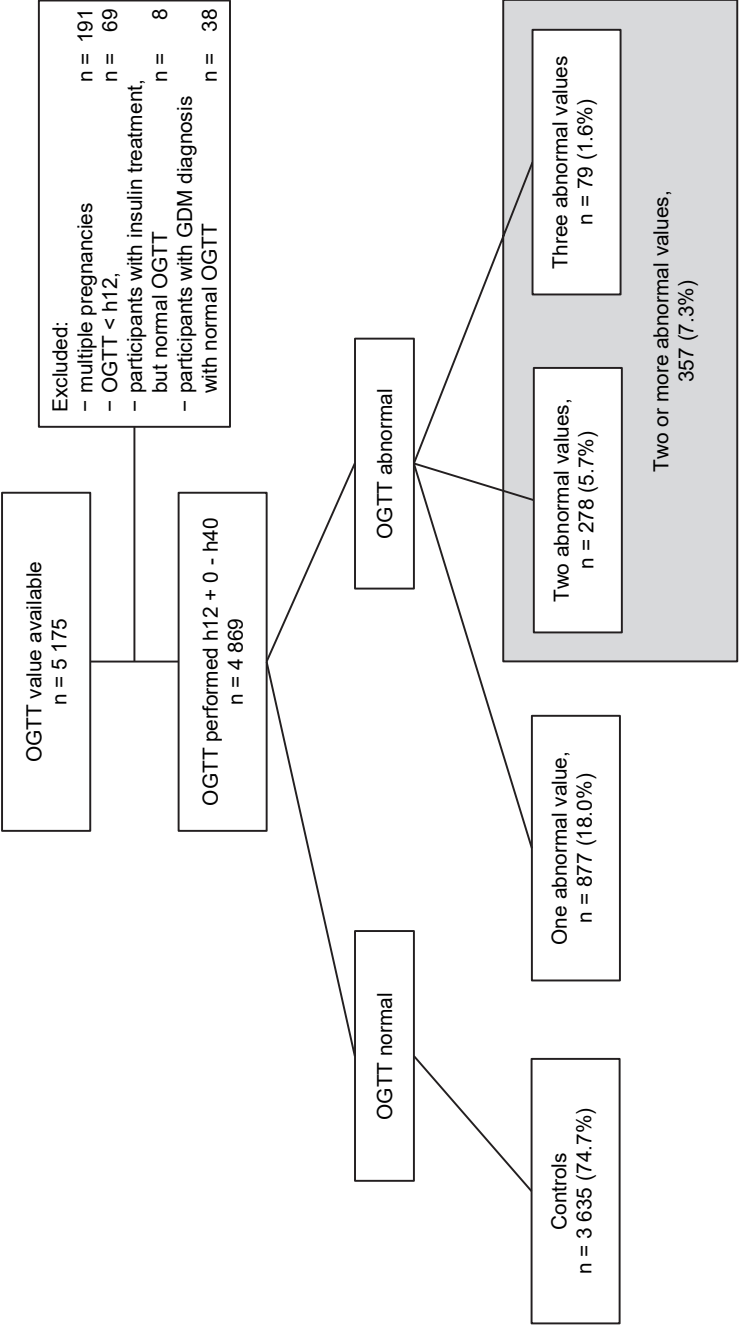 OGTT value available
n = 5 175
Excluded:
– multiple pregnancies n = 191
– OGTT < h12, n = 69
– participants with insulin treatment,
but normal OGTT n = 8
– participants with GDM diagnosis
with normal OGTT n = 38
OGTT performed h12 + 0 - h40
n = 4 869
OGTT normal
OGTT abnormal
Controls
n = 3 635 (74.7%)
One abnormal value,
n = 877 (18.0%)
Two abnormal values,
n = 278 (5.7%)
Three abnormal values
n = 79 (1.6%)
Two or more abnormal values,
357 (7.3%)